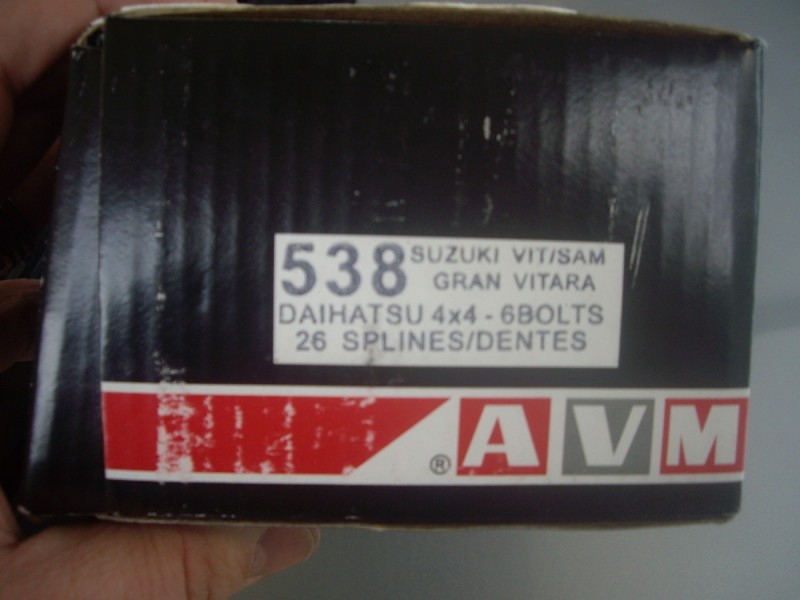 538 SUZUKI VIT/SAM
GRAN VITARA
DAIHATSU 4x4 - 6BOLTS
26 SPLINES/DENTES
® AVM